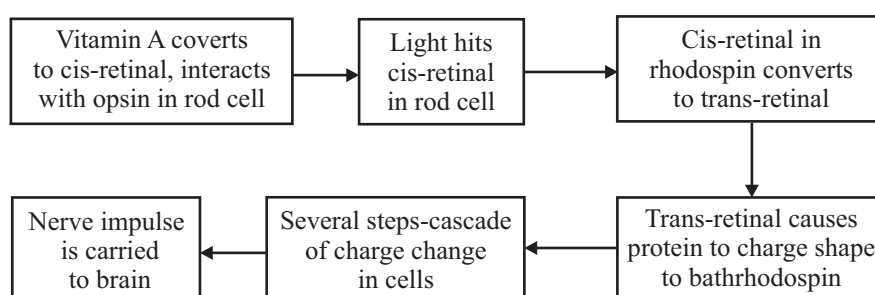 Vitamin A coverts
to cis-retinal, interacts
with opsin in rod cell
Light hits
cis-retinal
in rod cell
Cis-retinal in
rhodospin converts
to trans-retinal
Trans-retinal causes
protein to charge shape
to bathrhodospin
Several steps-cascade
of charge change
in cells
Nerve impulse
is carried
to brain